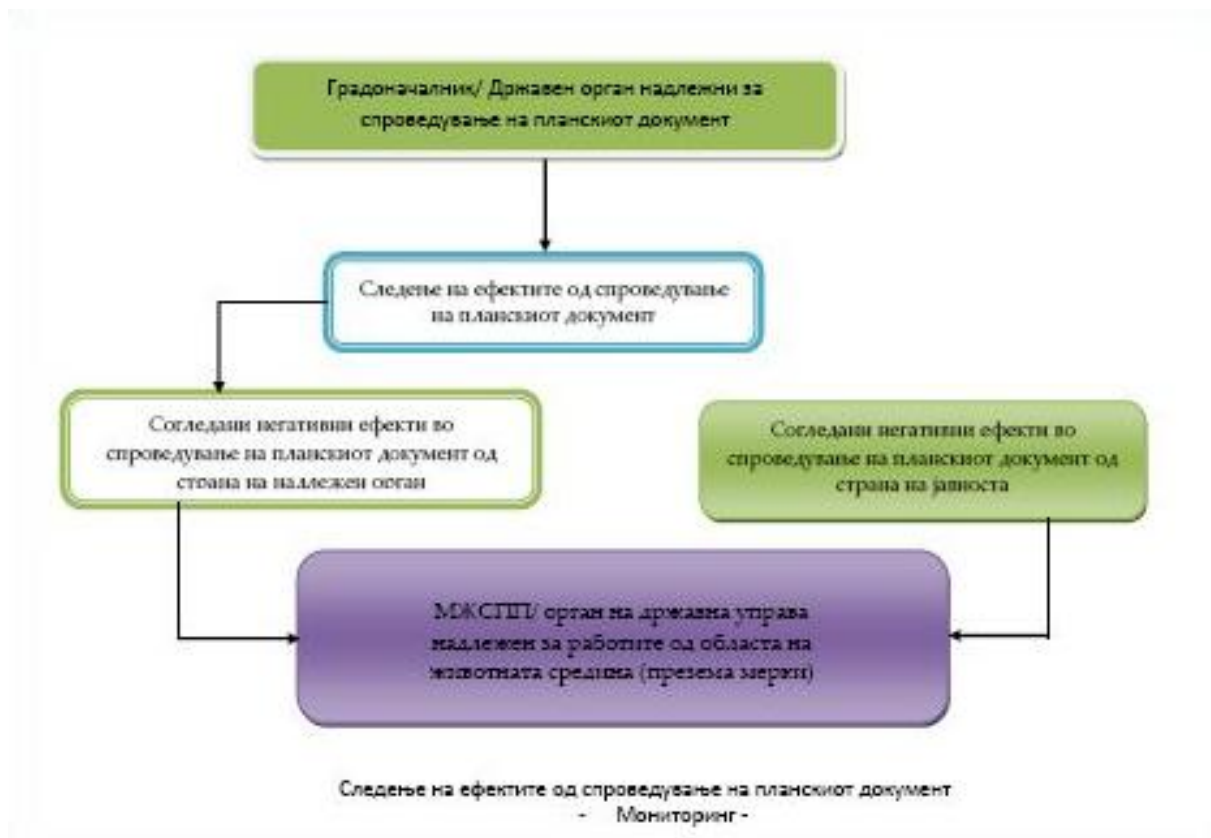 Градоначалник/ Државен орган надлежни за
спроведување на планскиот документ
Следење на ефектите од спроведување
на планскиот документ
Согледани негативни ефекти во
спроведување на планскиот документ од
страна на надлежен орган
Согледани негативни ефекти во
спроведување на планскиот документ од
страна на јавноста
МЖСПП/ орган на државна управа
надлежен за работите од областа на
животната средина (презема мерки)
Следење на ефектите од спроведување на планскиот документ
- Мониторинг -